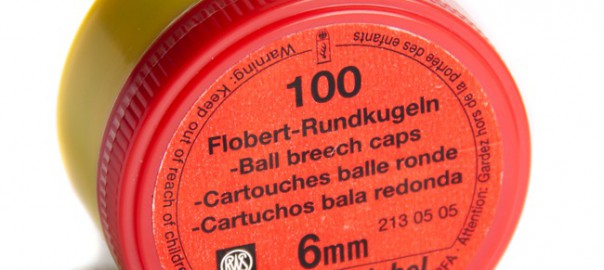 Warning: Keep out of reach of children
100
Flobert-Rundkugeln
-Ball breech caps
-Cartouches balle ronde
-Cartuchos bala redonda
213 05 05
6mm
RWS
Attention: Gardez hors de la portée des enfants